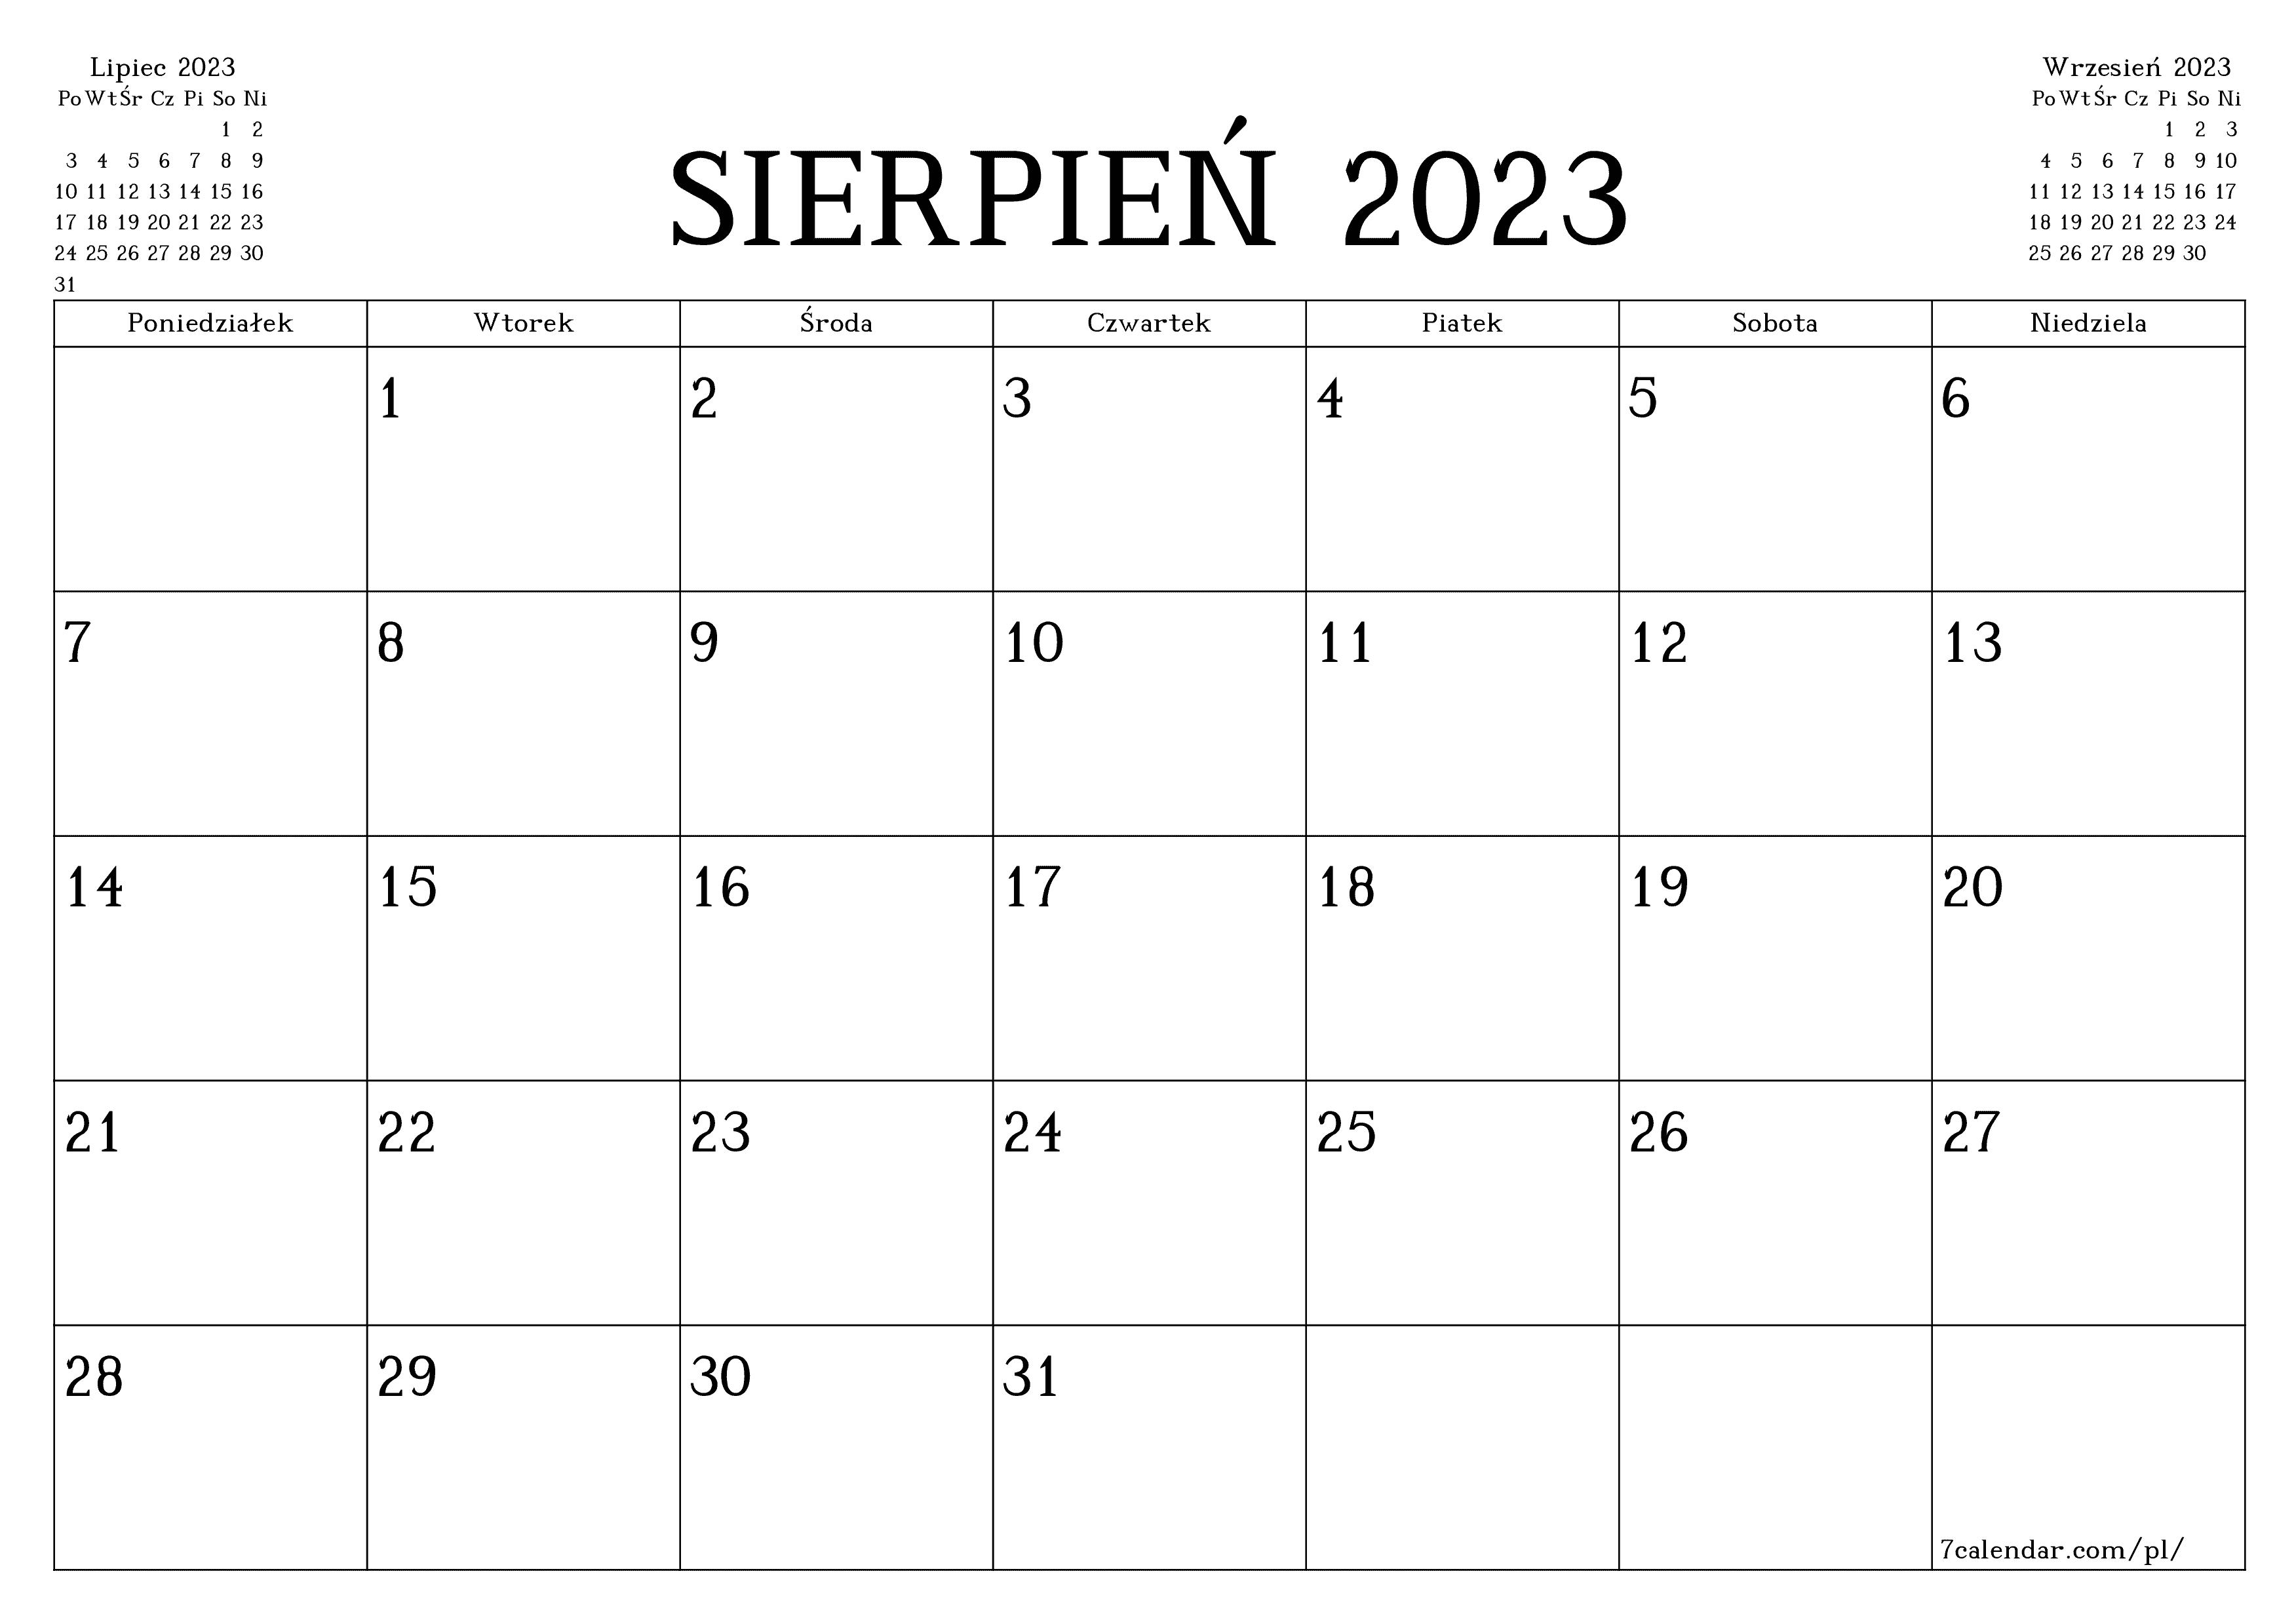 Lipiec 2023
Po Wt Śr Cz Pi So Ni
1 2
3 4 5 6 7 8 9
10 11 12 13 14 15 16
17 18 19 20 21 22 23
24 25 26 27 28 29 30
31
SIERPIEŃ 2023
Wrzesień 2023
Po Wt Śr Cz Pi So Ni
1 2 3
4 5 6 7 8 9 10
11 12 13 14 15 16 17
18 19 20 21 22 23 24
25 26 27 28 29 30
Poniedziałek Wtorek Środa Czwartek Piatek Sobota Niedziela
1 2 3 4 5 6
7 8 9 10 11 12 13
14 15 16 17 18 19 20
21 22 23 24 25 26 27
28 29 30 31
7calendar.com/pl/